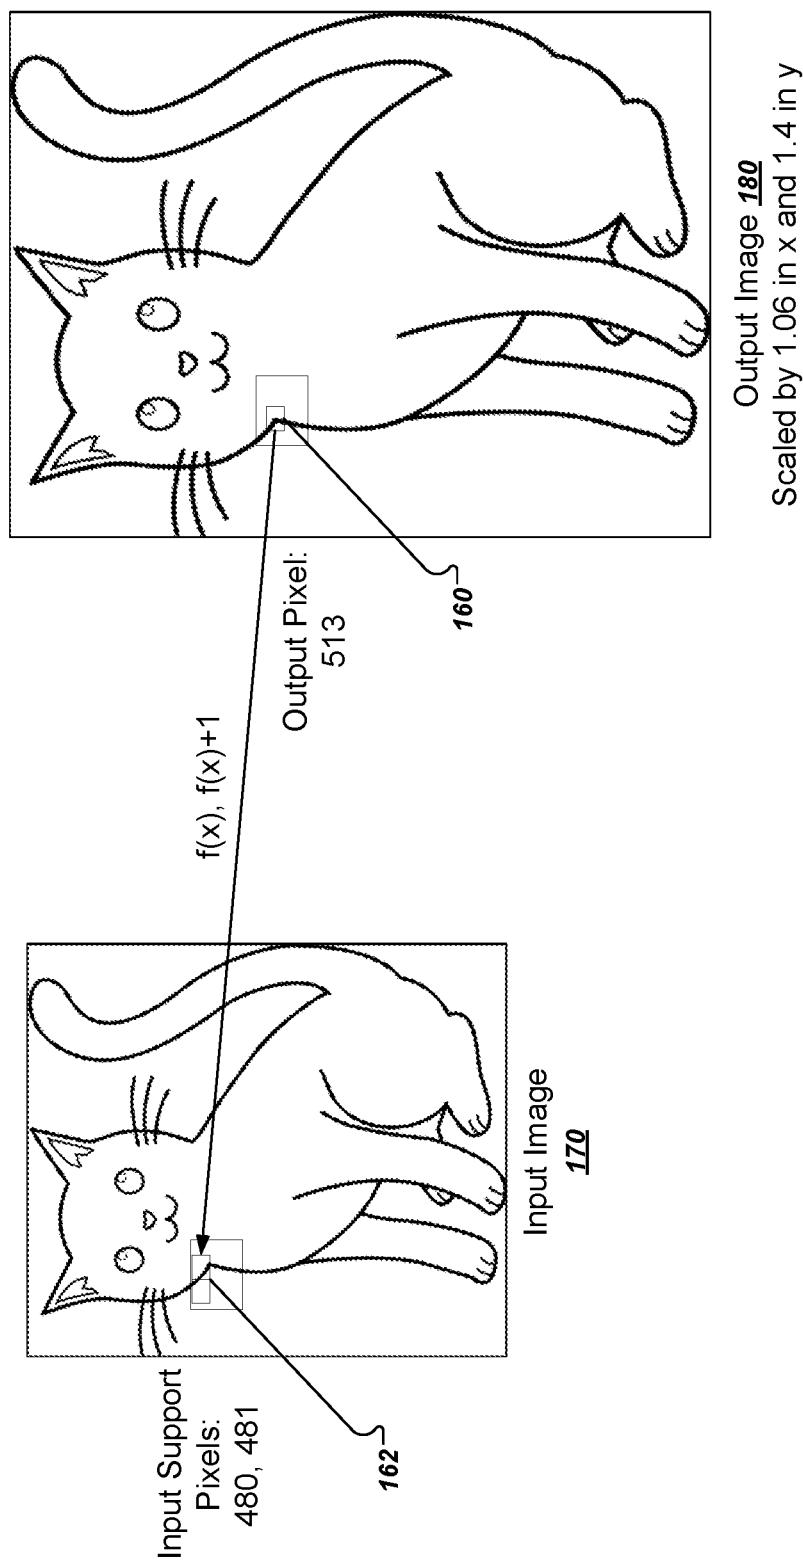 Input Support
Pixels:
480, 481
162
Input Image
170
f(x), f(x)+1
Output Pixel:
513
160
Output Image 180
Scaled by 1.06 in x and 1.4 in y